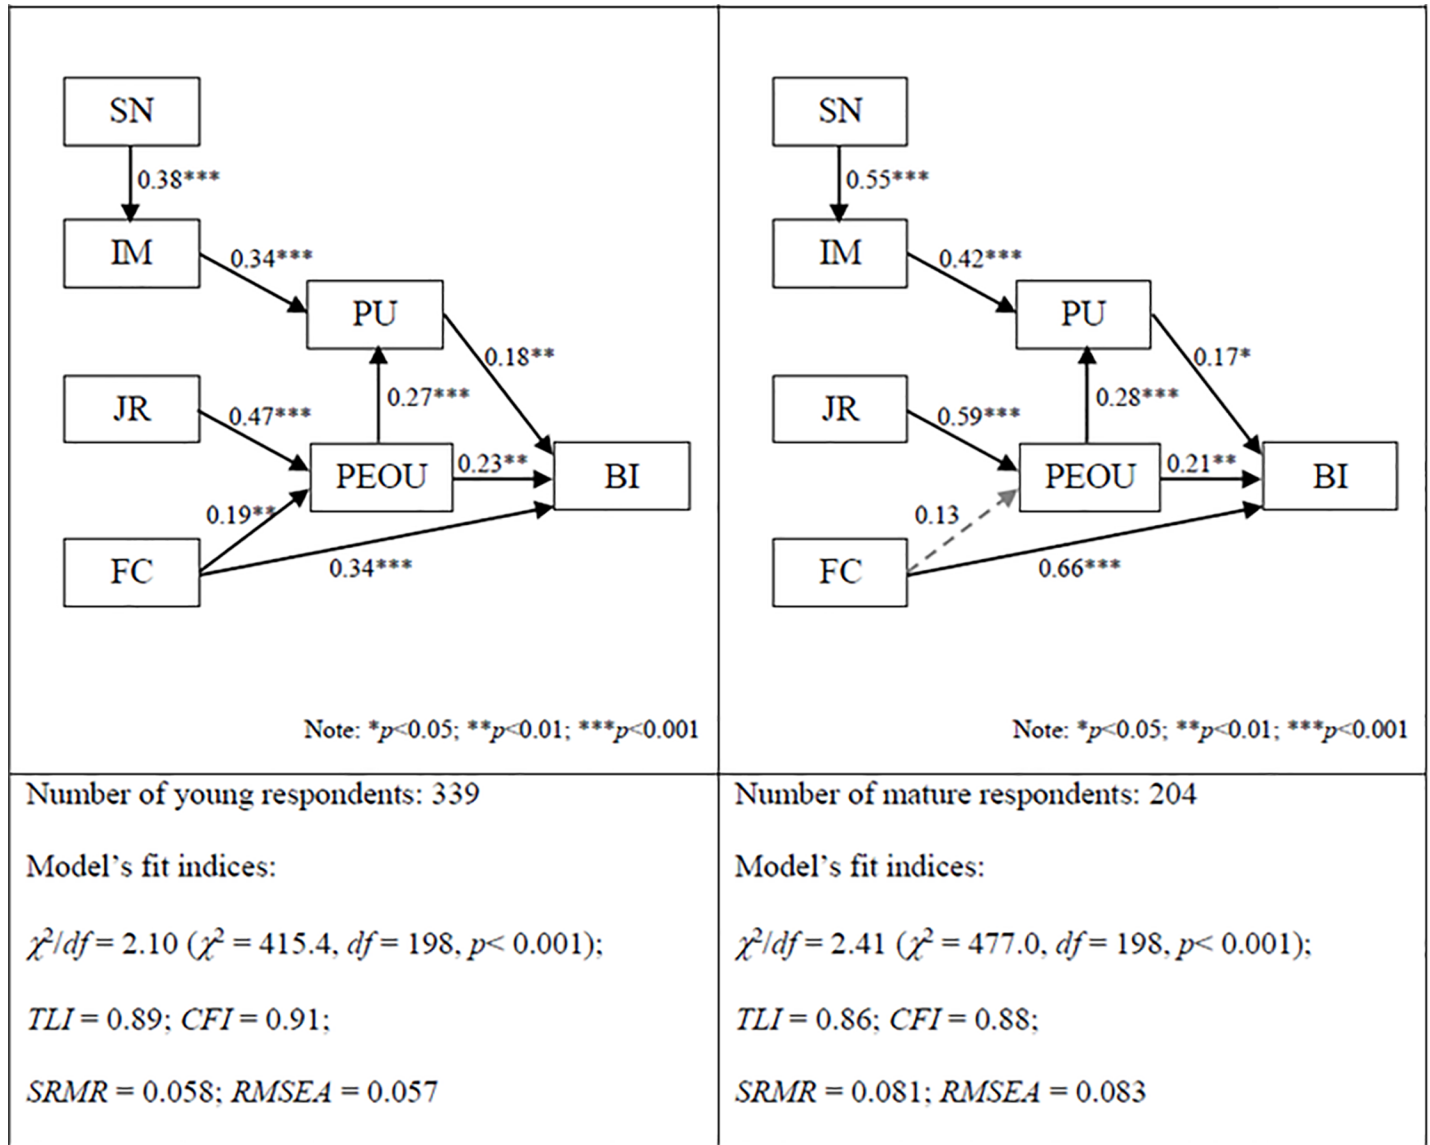 SN
0.38***
IM
0.34***
PU
0.18**
JR
0.47***
0.27***
PEOU
0.23**
BI
0.19**
FC
0.34***
Note: *p<0.05; **p<0.01; ***p<0.001
Number of young respondents: 339
Model’s fit indices:
χ²/df = 2.10 (χ² = 415.4, df = 198, p< 0.001);
TLI = 0.89; CFI = 0.91;
SRMR = 0.058; RMSEA = 0.057
SN
0.55***
IM
0.42***
PU
0.17*
JR
0.59***
0.28***
PEOU
0.21**
BI
0.13
FC
0.66***
Note: *p<0.05; **p<0.01; ***p<0.001
Number of mature respondents: 204
Model’s fit indices:
χ²/df = 2.41 (χ² = 477.0, df = 198, p< 0.001);
TLI = 0.86; CFI = 0.88;
SRMR = 0.081; RMSEA = 0.083